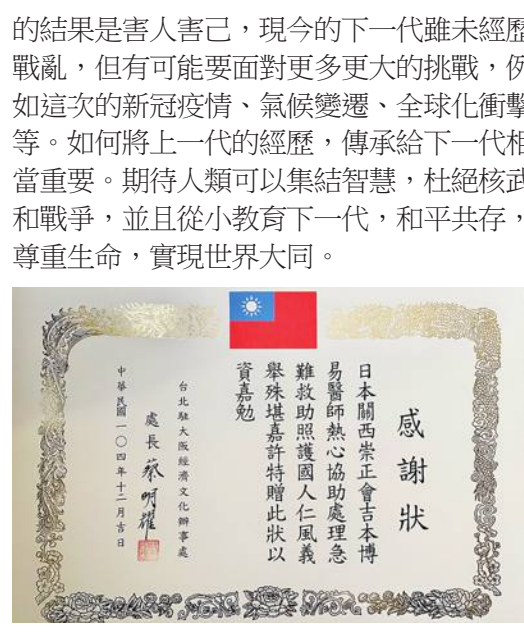 的結果是害人害己，現今的下一代雖未經歷
戰亂，但有可能要面對更多更大的挑戰，例
如這次的新冠疫情、氣候變遷、全球化衝擊
等。如何將上一代的經歷，傳承給下一代相
當重要。期待人類可以集結智慧，杜絕核武
和戰爭，並且從小教育下一代，和平共存，
尊重生命，實現世界大同。
感謝狀
日本關西崇正會吉本博
易醫師熱心協助處理急
難救助照護國人仁風義
舉殊堪嘉許特贈此狀以
資嘉勉
台北駐大阪經濟文化辦事處
處長 蔡明耀
中華民國一〇四年十二月吉日